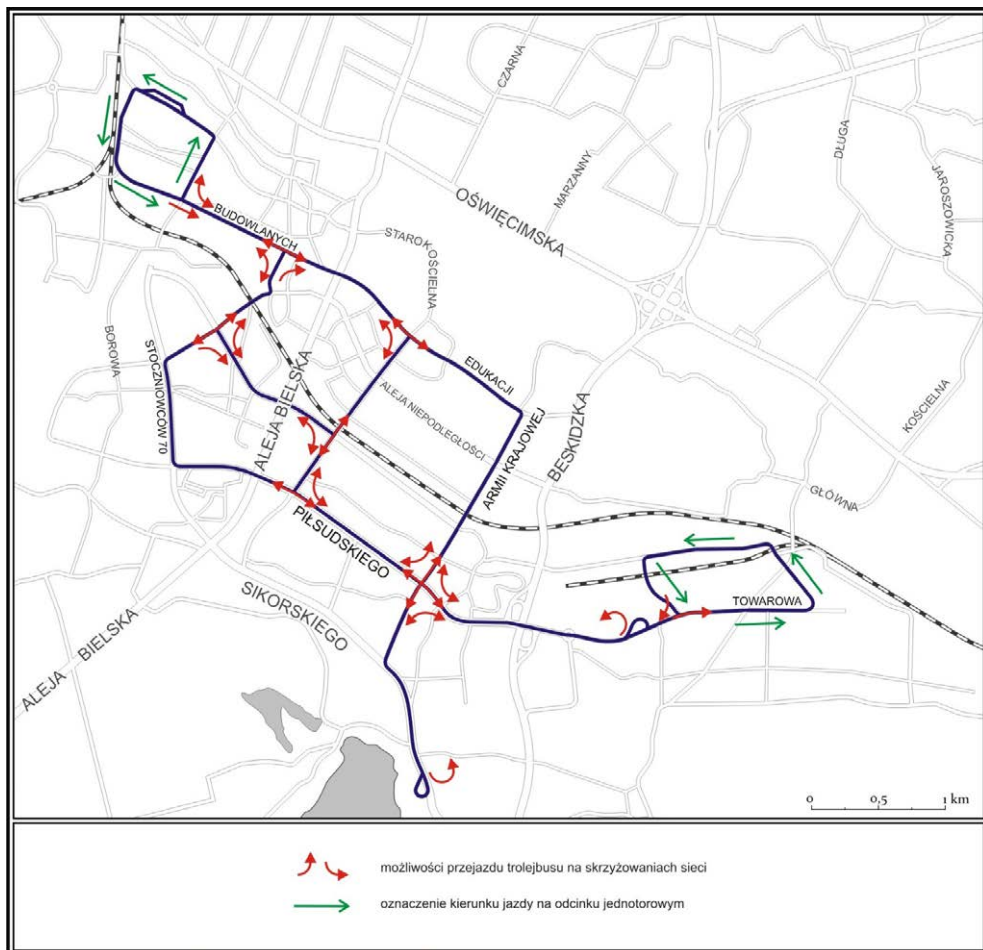 CZARNA
DŁUGA
MARZANNY
JAROSZOWICKA
OŚWIĘCIMSKA
BUDOWLANYCH
STAROKOŚCIELNA
BOROWA
STOCZNIOWCÓW 70
EDUKACJI
ALEJA BIELSKA
ALEJA NIEPODLEGŁOŚCI
ARMII KRAJOWEJ
BESKIDZKA
KOŚCIELNA
GŁÓWNA
PIŁSUDSKIEGO
TOWAROWA
SIKORSKIEGO
ALEJA BIELSKA
0 0,5 1 km
możliwości przejazdu trolejbusu na skrzyżowaniach sieci
oznaczenie kierunku jazdy na odcinku jednotorowym